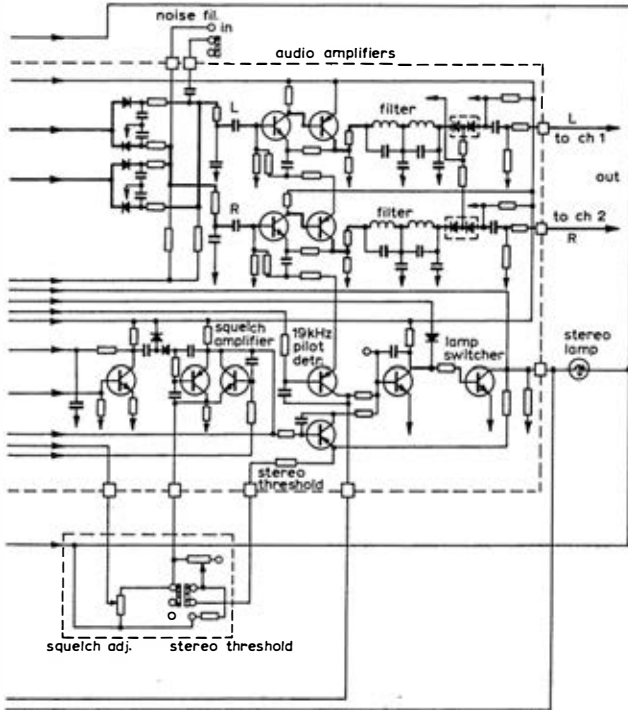 noise fil.
in
audio amplifiers
L
filter
L
to ch 1
out
R
filter
to ch 2
R
squelch
amplifier
19kHz
pilot
detr.
lamp
switcher
stereo
lamp
stereo
threshold
squelch adj.
stereo threshold